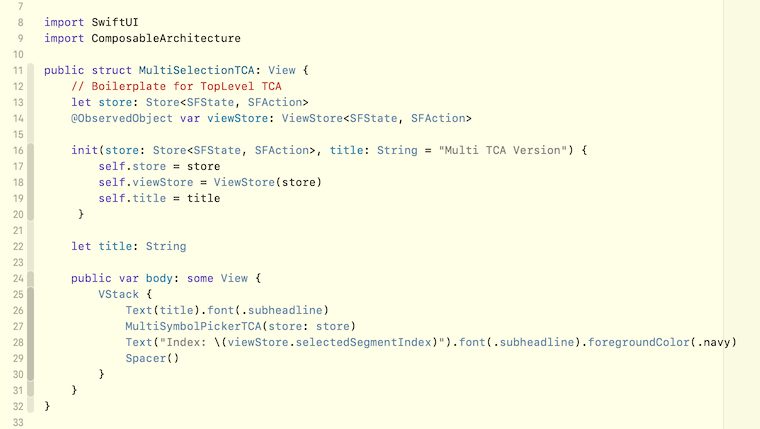 7
8 import SwiftUI
9 import ComposableArchitecture
10
11 public struct MultiSelectionTCA: View {
12     // Boilerplate for TopLevel TCA
13     let store: Store<SFState, SFAction>
14     @ObservedObject var viewStore: ViewStore<SFState, SFAction>
15
16     init(store: Store<SFState, SFAction>, title: String = "Multi TCA Version") {
17         self.store = store
18         self.viewStore = ViewStore(store)
19         self.title = title
20      }
21
22     let title: String
23
24     public var body: some View {
25         VStack {
26             Text(title).font(.subheadline)
27             MultiSymbolPickerTCA(store: store)
28             Text("Index: \(viewStore.selectedSegmentIndex)").font(.subheadline).foregroundColor(.navy)
29             Spacer()
30         }
31     }
32 }
33